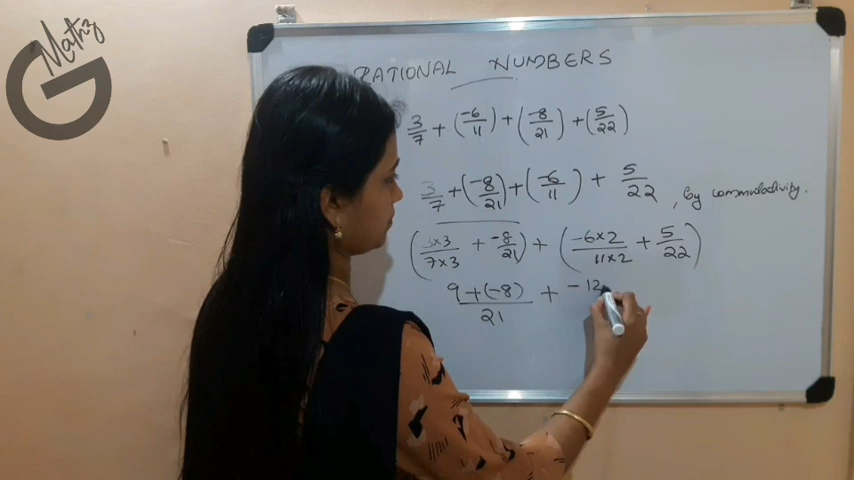 G Mathz
RATIONAL NUMBERS
3/7 + (-6/11) + (-8/21) + (5/22)
3/7 + (-8/21) + (-6/11) + 5/22, by commutativity.
(3×3/7×3 + -8/21) + (-6×2/11×2 + 5/22)
9+(-8)/21 + -12